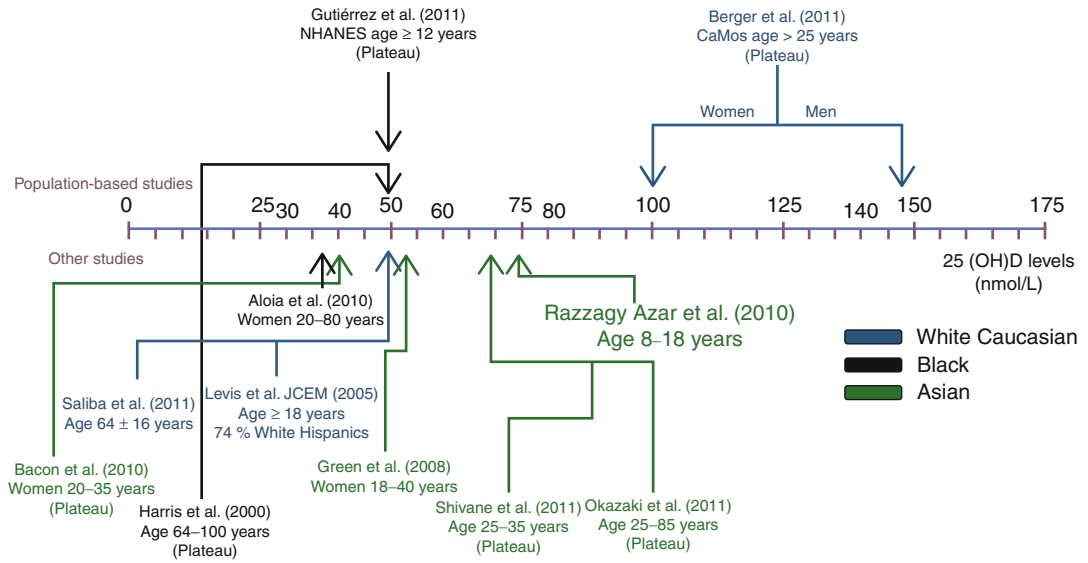 Gutiérrez et al. (2011)
NHANES age ≥ 12 years
(Plateau)
Berger et al. (2011)
CaMos age > 25 years
(Plateau)
Women
Men
Population-based studies
0 25 30 40 50 60 75 80 100 125 140 150 175
Other studies
25 (OH)D levels
(nmol/L)
Aloia et al. (2010)
Women 20–80 years
Razzagy Azar et al. (2010)
Age 8–18 years
White Caucasian
Black
Asian
Saliba et al. (2011)
Age 64 ± 16 years
Levis et al. JCEM (2005)
Age ≥ 18 years
74 % White Hispanics
Bacon et al. (2010)
Women 20–35 years
(Plateau)
Harris et al. (2000)
Age 64–100 years
(Plateau)
Green et al. (2008)
Women 18–40 years
Shivane et al. (2011)
Age 25–35 years
(Plateau)
Okazaki et al. (2011)
Age 25–85 years
(Plateau)